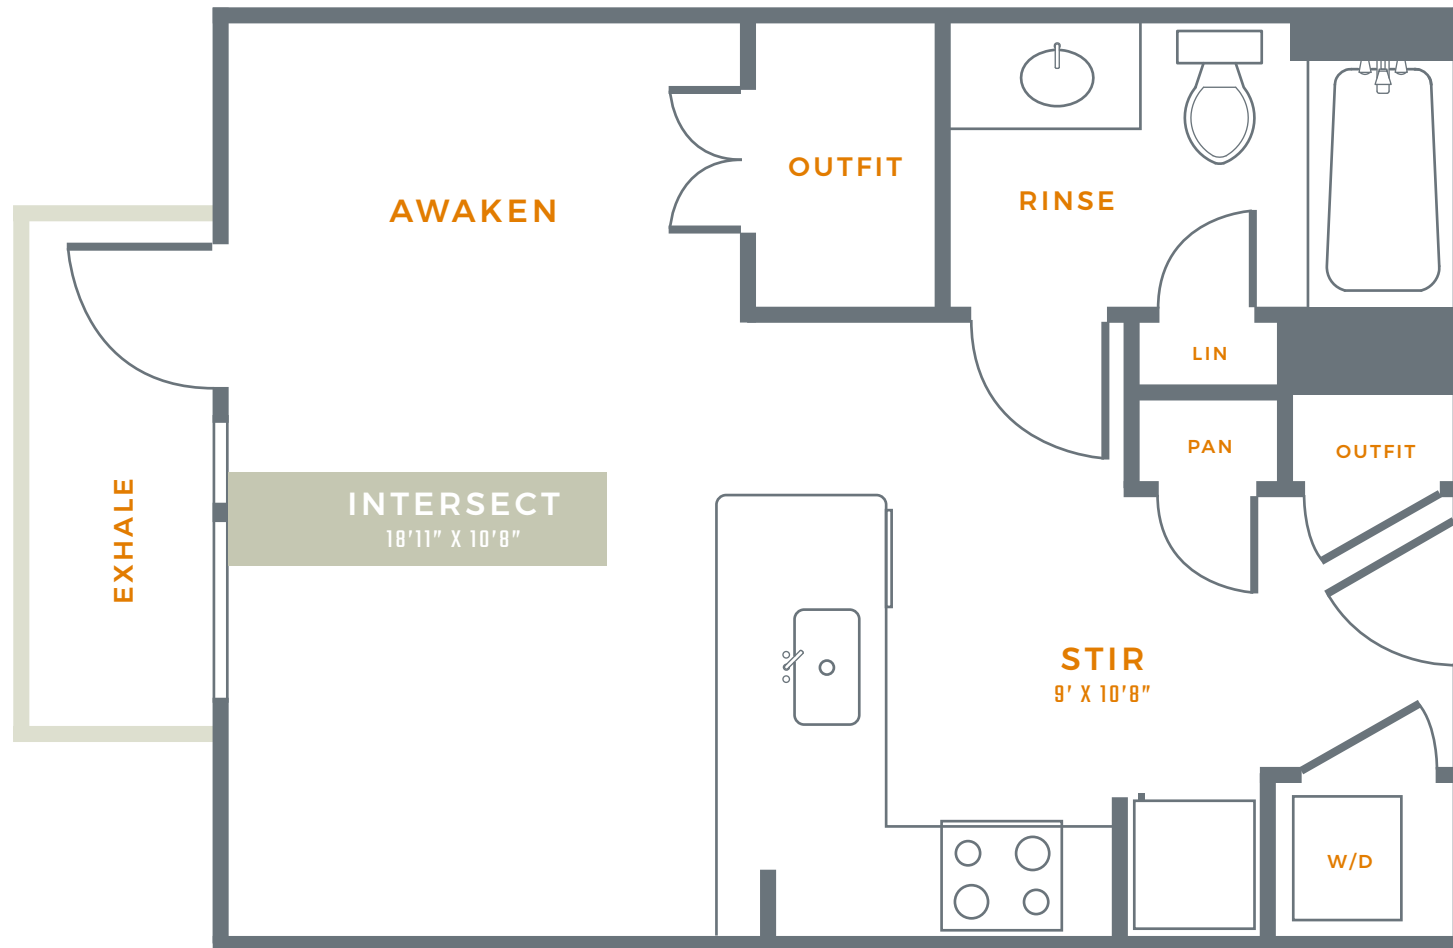 OUTFIT
RINSE
AWAKEN
LIN
PAN
OUTFIT
EXHALE
INTERSECT
18'11" X 10'8"
STIR
9' X 10'8"
W/D